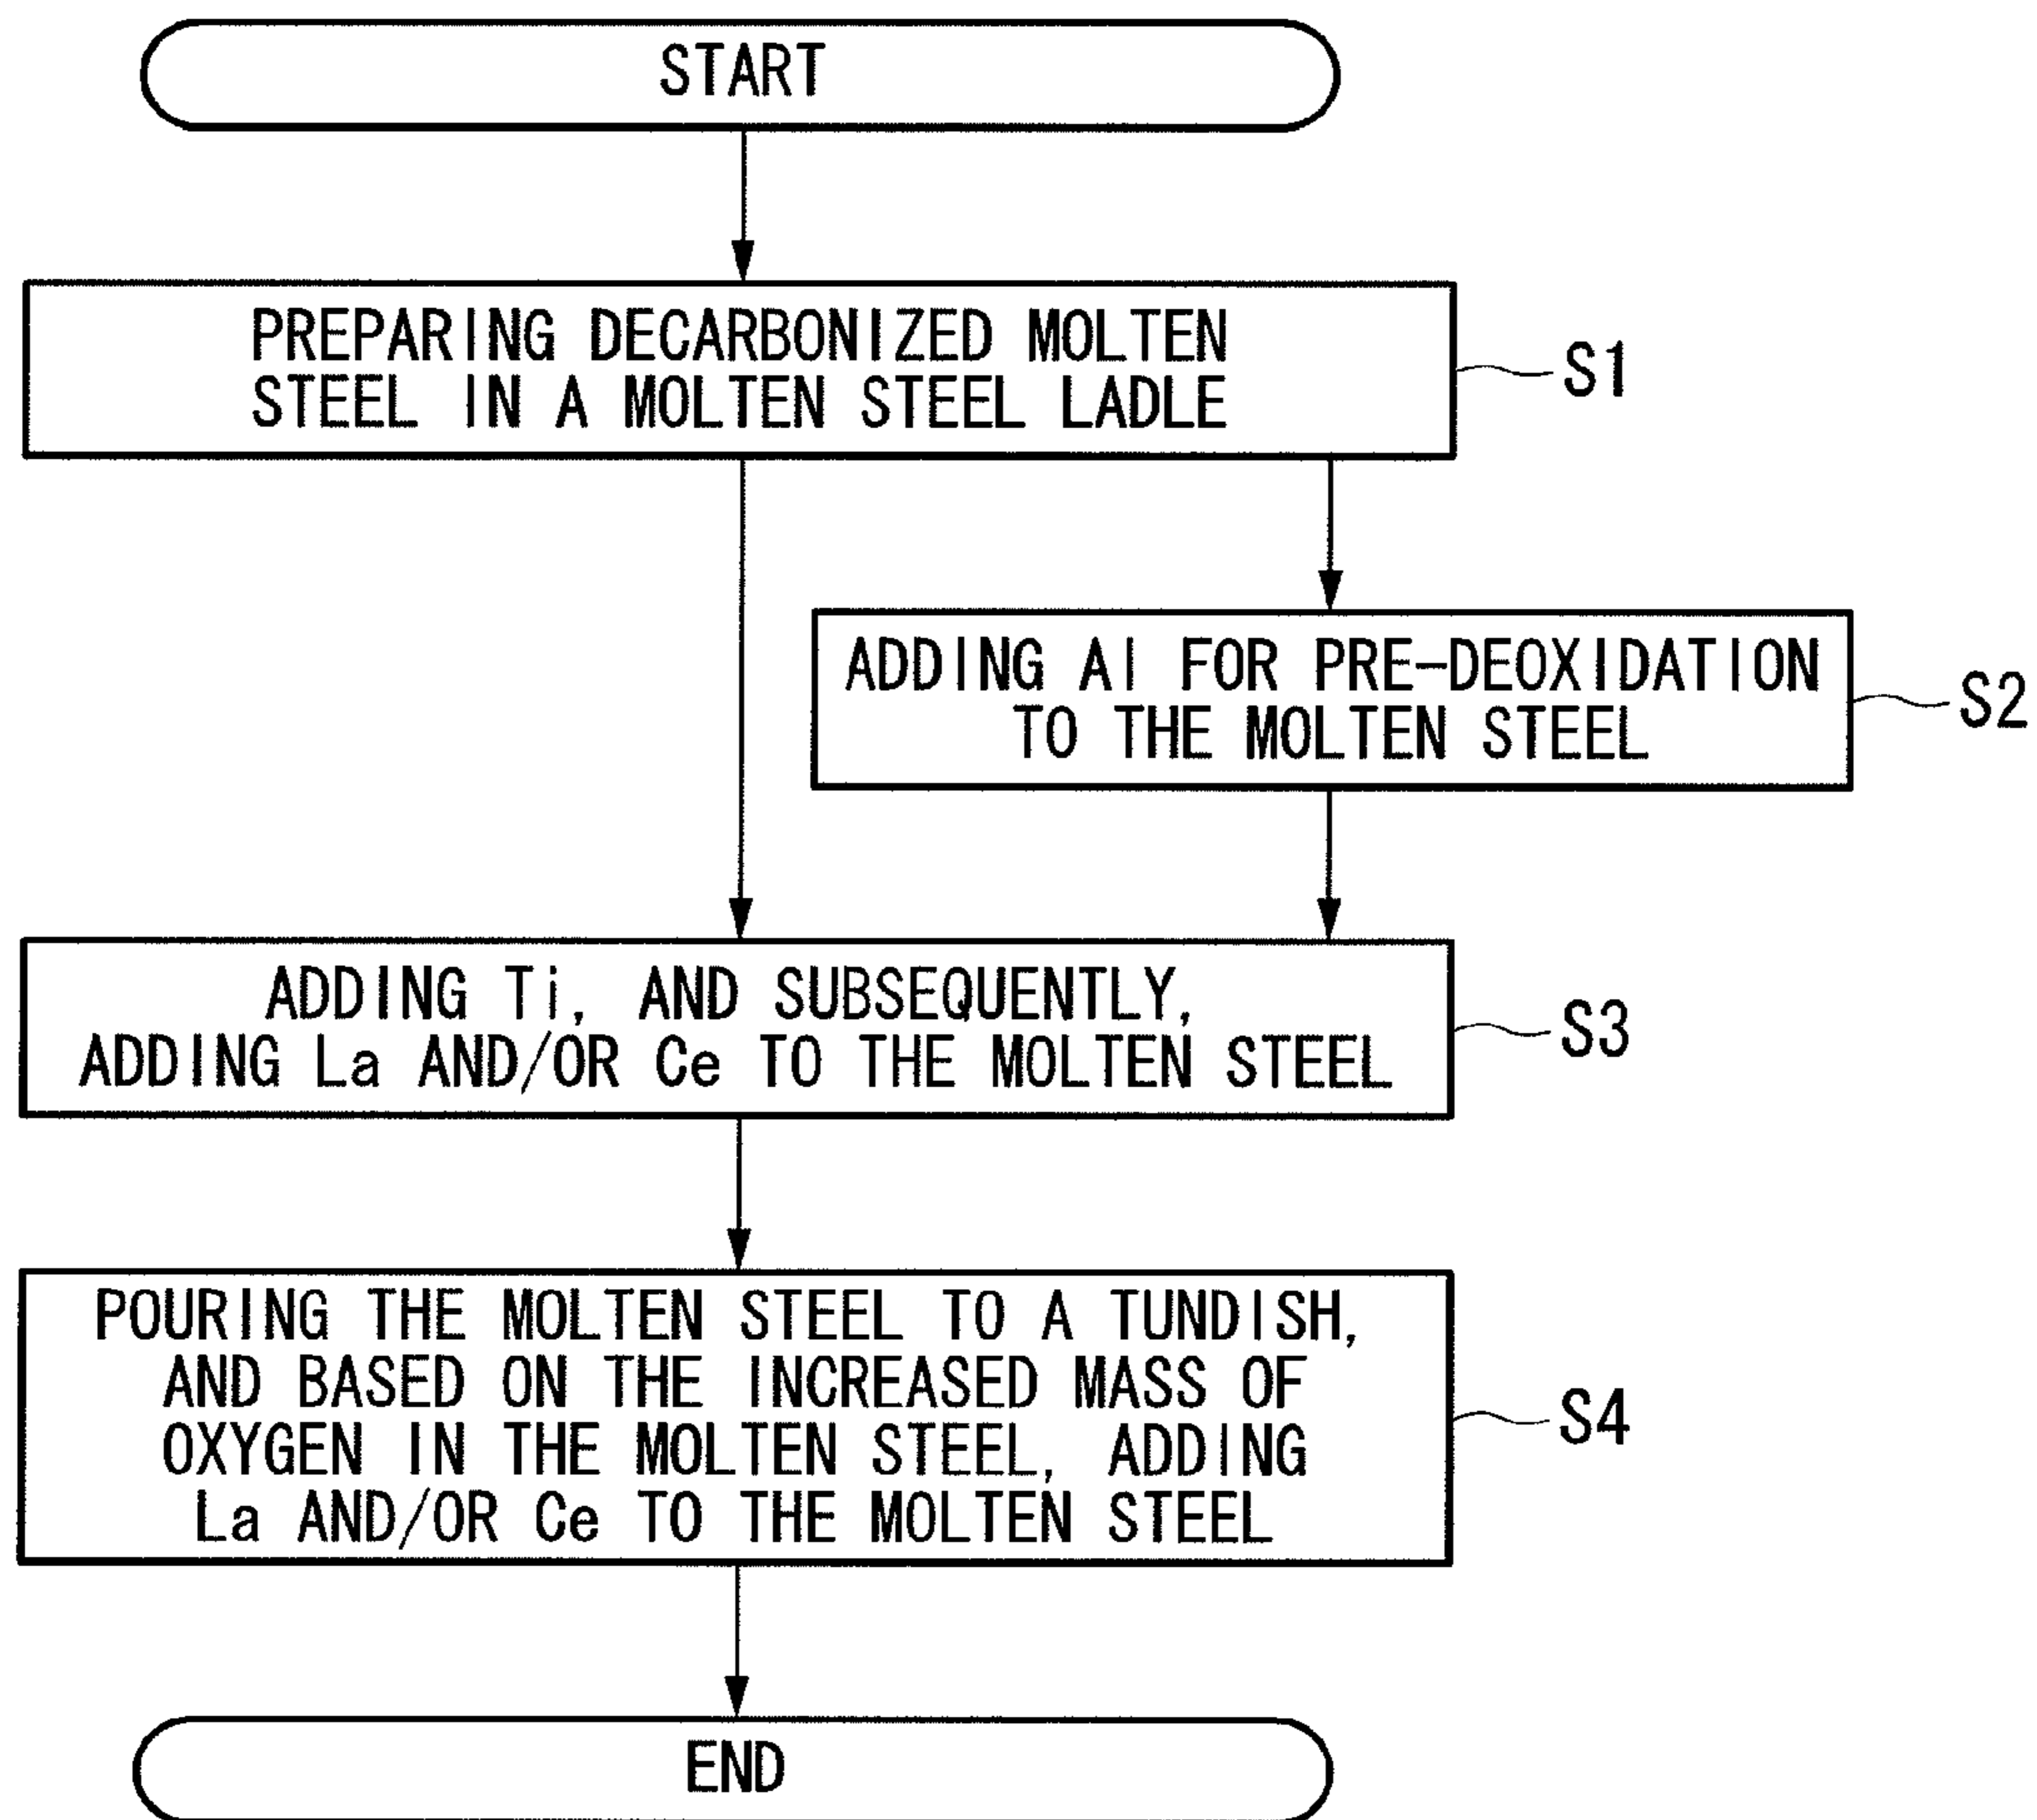 START
PREPARING DECARBONIZED MOLTEN
STEEL IN A MOLTEN STEEL LADLE
S1
ADDING Al FOR PRE-DEOXIDATION
TO THE MOLTEN STEEL
S2
ADDING Ti, AND SUBSEQUENTLY,
ADDING La AND/OR Ce TO THE MOLTEN STEEL
S3
POURING THE MOLTEN STEEL TO A TUNDISH,
AND BASED ON THE INCREASED MASS OF
OXYGEN IN THE MOLTEN STEEL, ADDING
La AND/OR Ce TO THE MOLTEN STEEL
S4
END